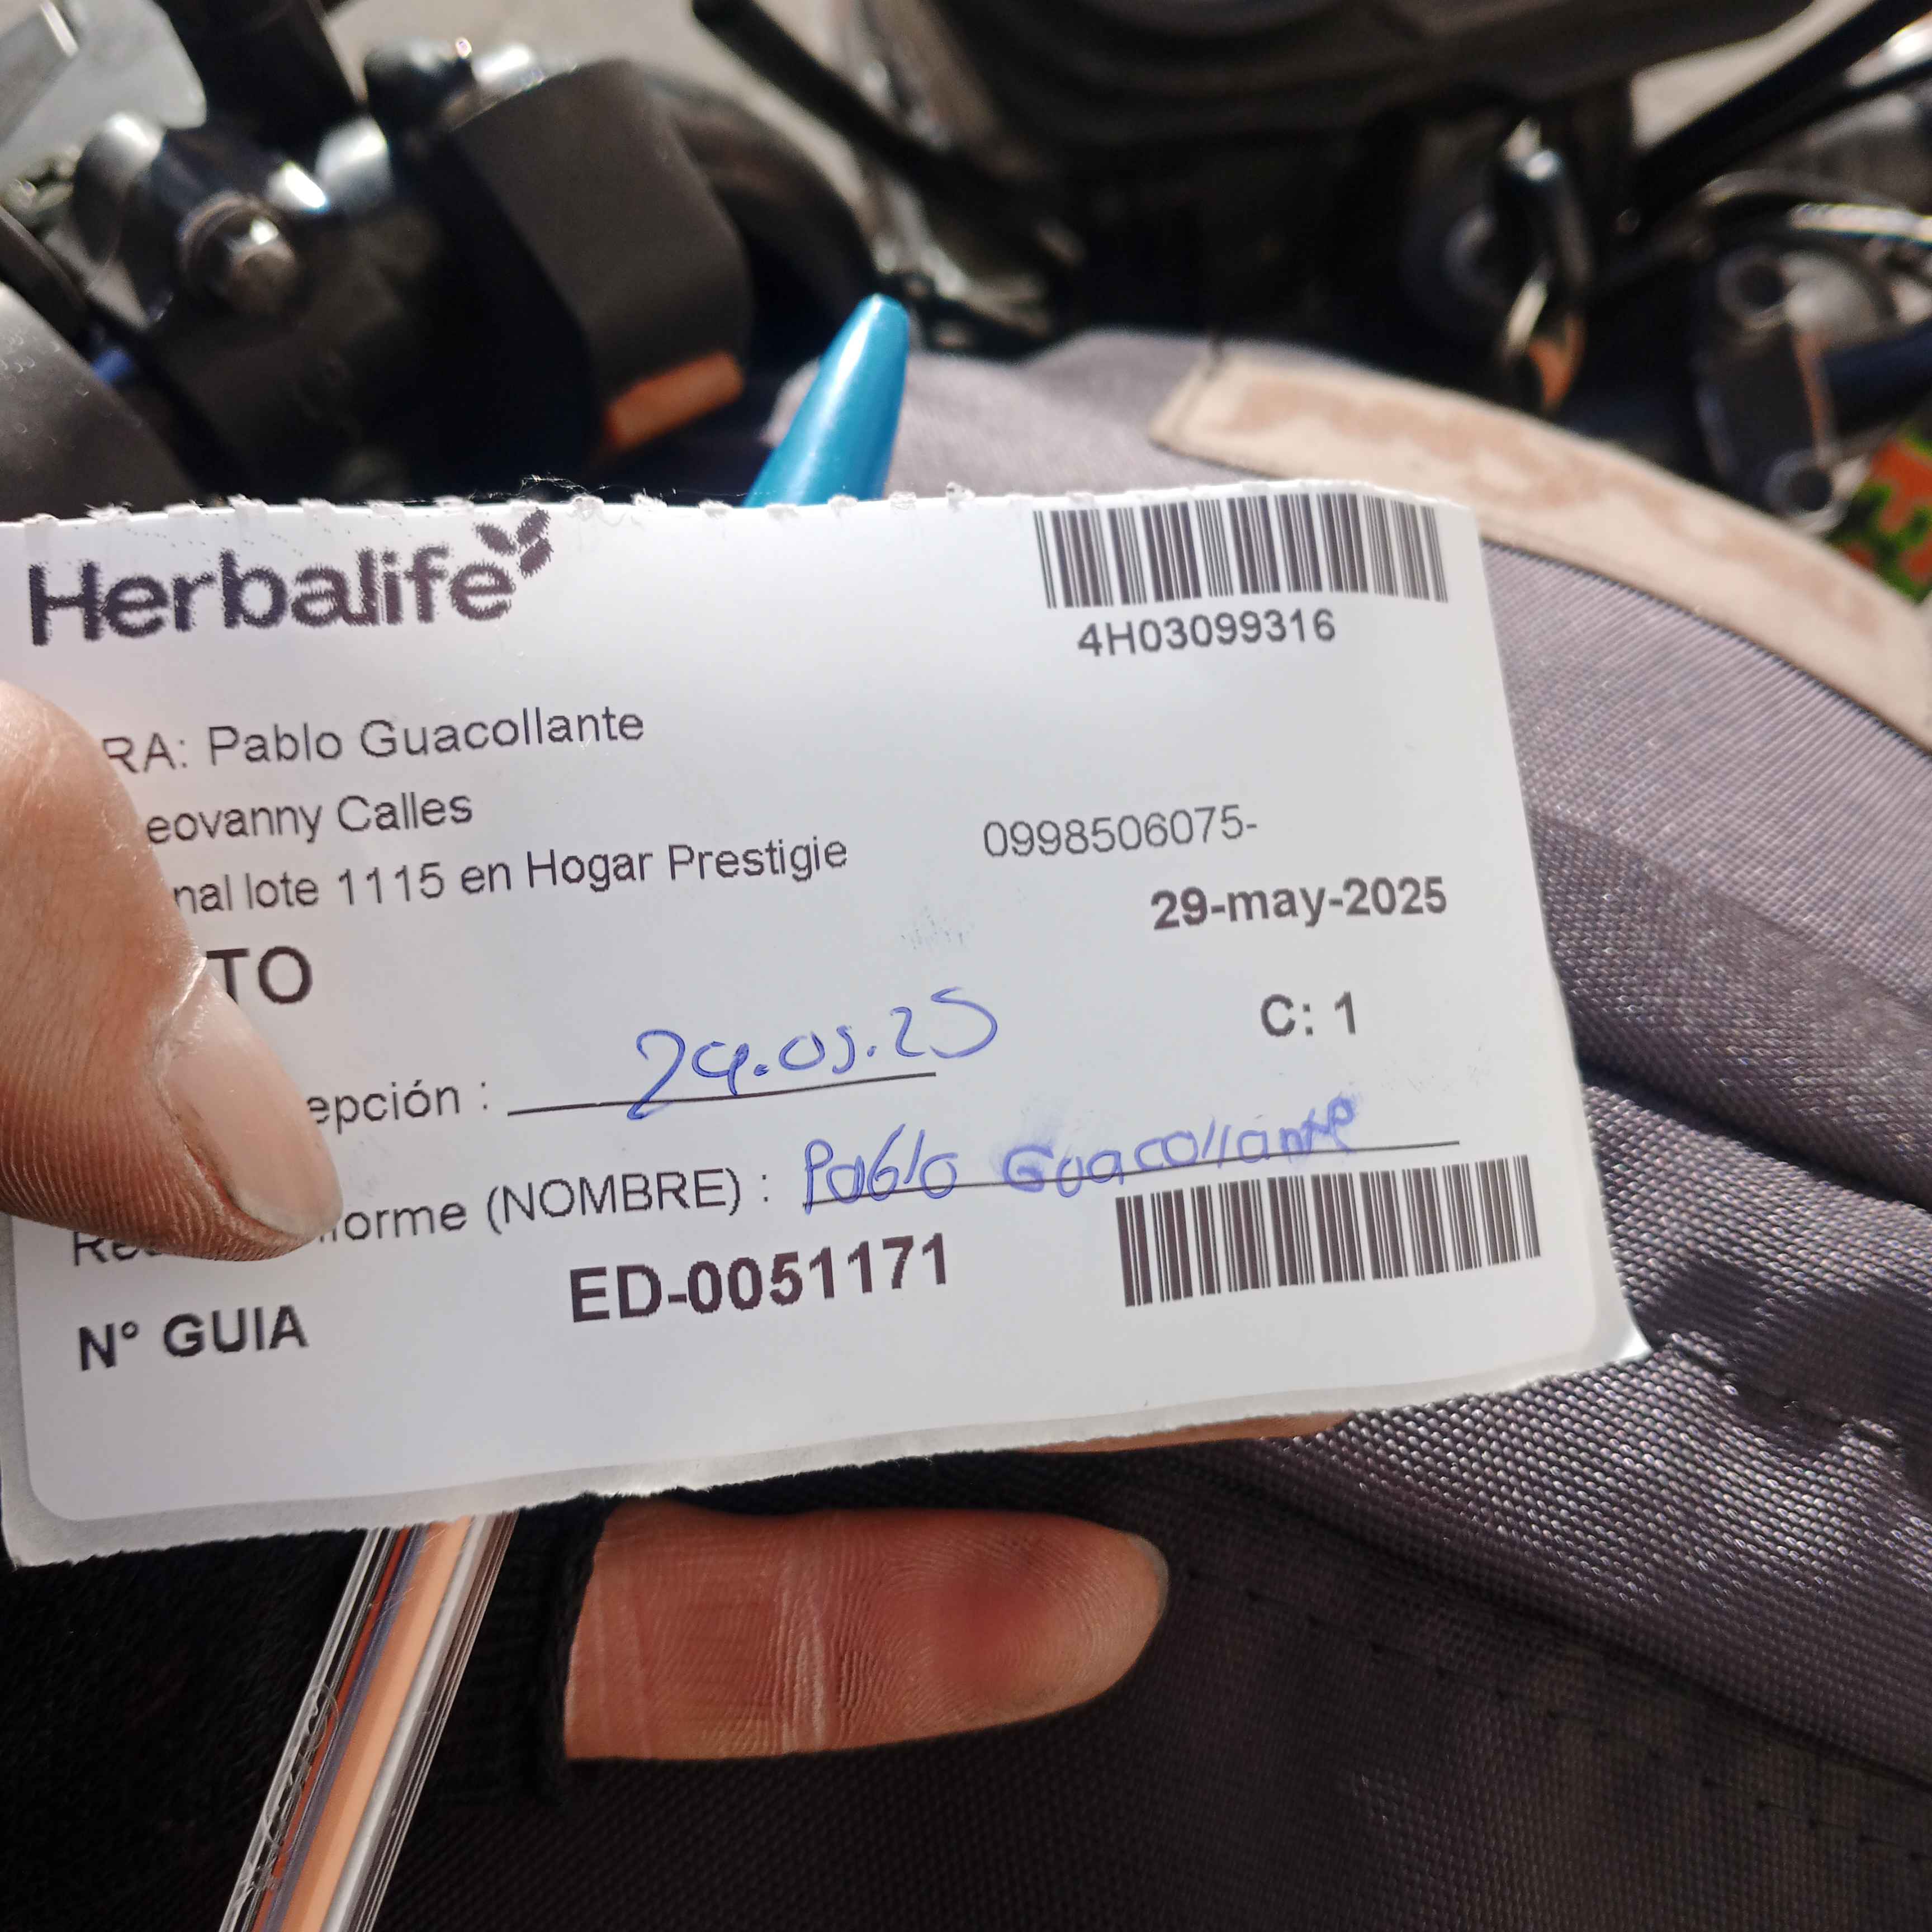 Herbalife
4H03099316
RA: Pablo Guacollante
eovanny Calles
nal lote 1115 en Hogar Prestigie
0998506075-
29-may-2025
TO
C: 1
epción : 29.05.25
orme (NOMBRE) : Pablo Guacollante
N° GUIA ED-0051171